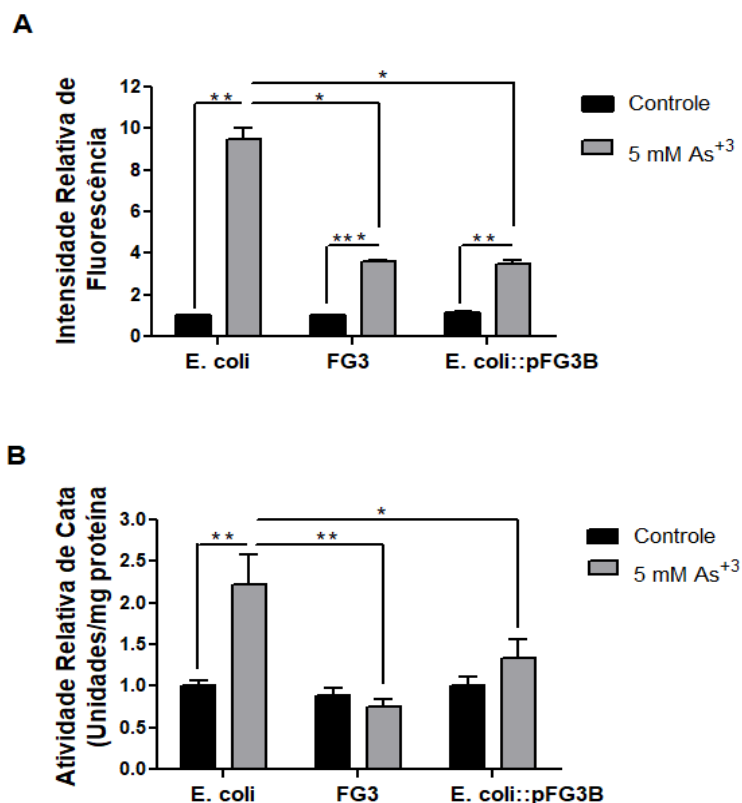 A
Intensidade Relativa de
Fluorescência
12
10
8
6
4
2
0
**
*
*
***
**
E. coli
FG3
E. coli::pFG3B
Controle
5 mM As+3
B
Atividade Relativa de Cata
(Unidades/mg proteína
3.0
2.5
2.0
1.5
1.0
0.5
0.0
**
**
*
E. coli
FG3
E. coli::pFG3B
Controle
5 mM As+3